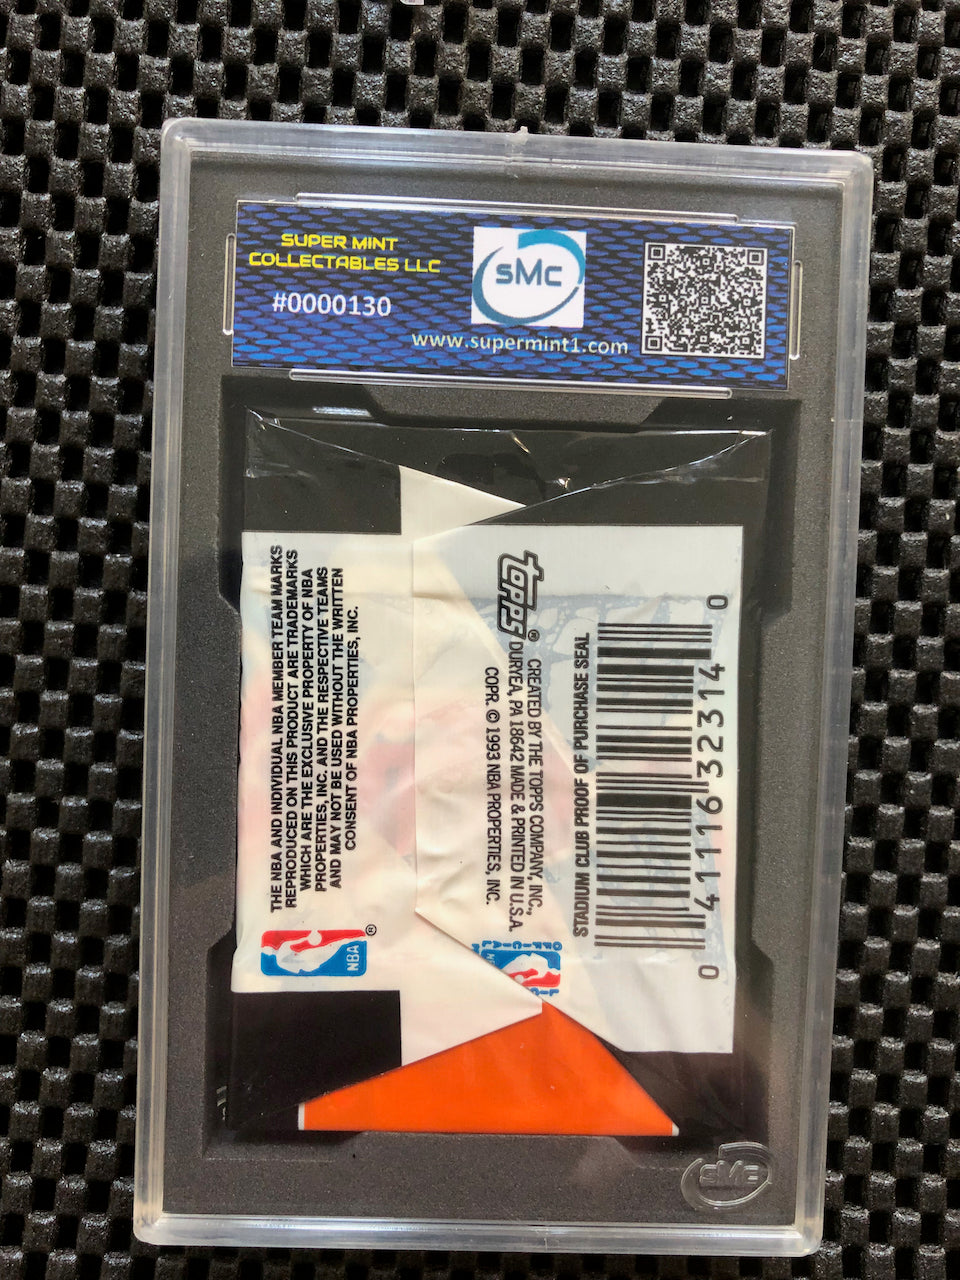 SUPER MINT
COLLECTABLES LLC
#0000130
SMC
www.supermint1.com
THE NBA AND INDIVIDUAL NBA MEMBER TEAM MARKS
REPRODUCED ON THIS PRODUCT ARE TRADEMARKS
WHICH ARE THE EXCLUSIVE PROPERTY OF NBA
PROPERTIES, INC. AND THE RESPECTIVE TEAMS
AND MAY NOT BE USED WITHOUT THE WRITTEN
CONSENT OF NBA PROPERTIES, INC.
NBA
®
TOPPS®
CREATED BY THE TOPPS COMPANY, INC.,
DURYEA, PA 18642 MADE & PRINTED IN U.S.A.
COPR. © 1993 NBA PROPERTIES, INC.
OFFICIAL
STADIUM CLUB PROOF OF PURCHASE SEAL
0 41116 32314 0